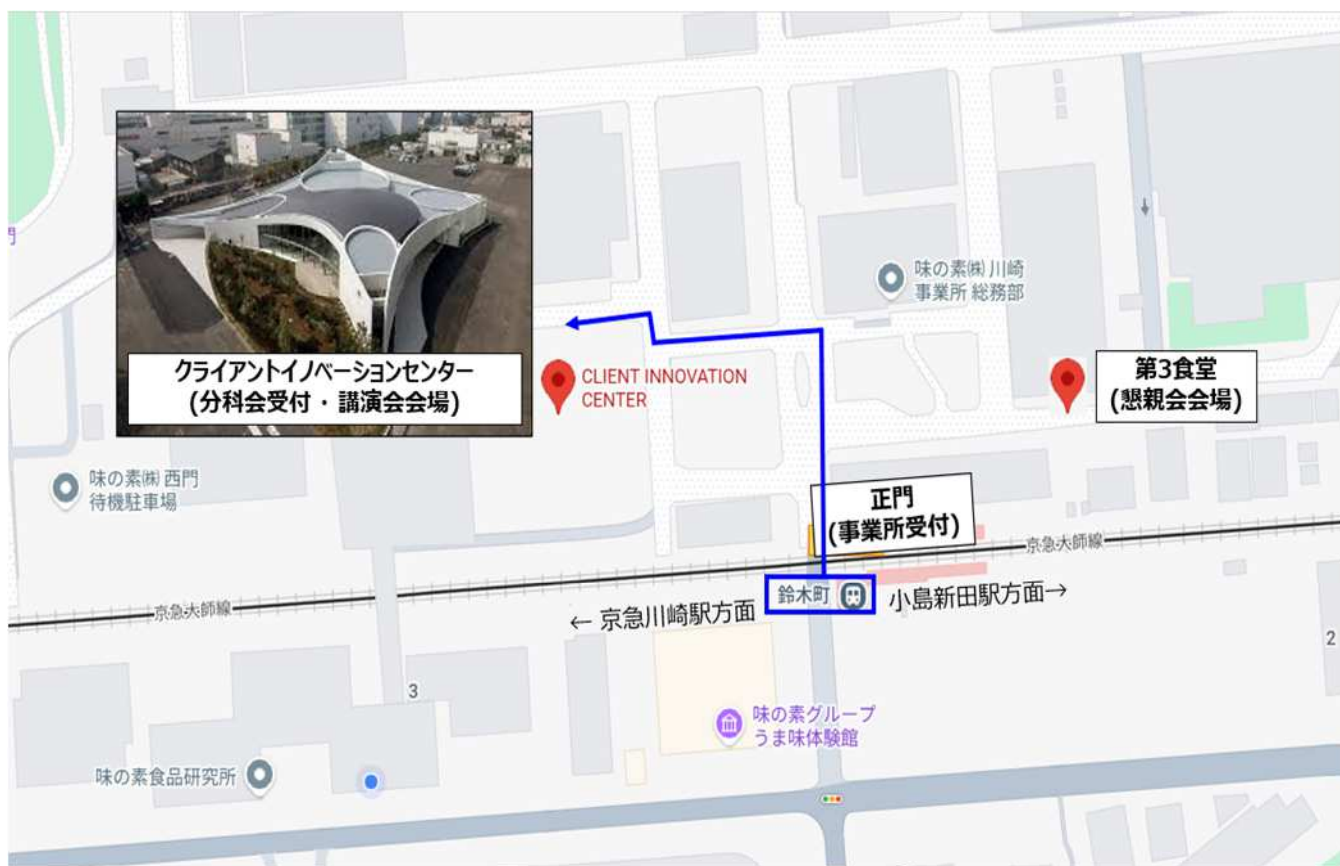 門
クライアントイノベーションセンター
(分科会受付・講演会会場)
CLIENT INNOVATION
CENTER
味の素㈱ 川崎
事業所 総務部
第3食堂
(懇親会会場)
味の素㈱ 西門
待機駐車場
正門
(事業所受付)
京急大師線
京急大師線
鈴木町
← 京急川崎駅方面
小島新田駅方面→
2
3
味の素グループ
うま味体験館
味の素食品研究所